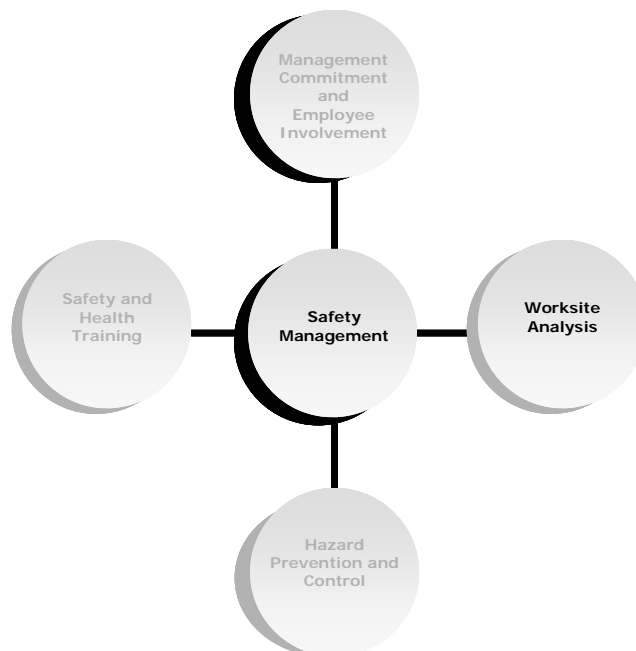 Management
Commitment
and
Employee
Involvement
Safety and
Health
Training
Safety
Management
Worksite
Analysis
Hazard
Prevention and
Control